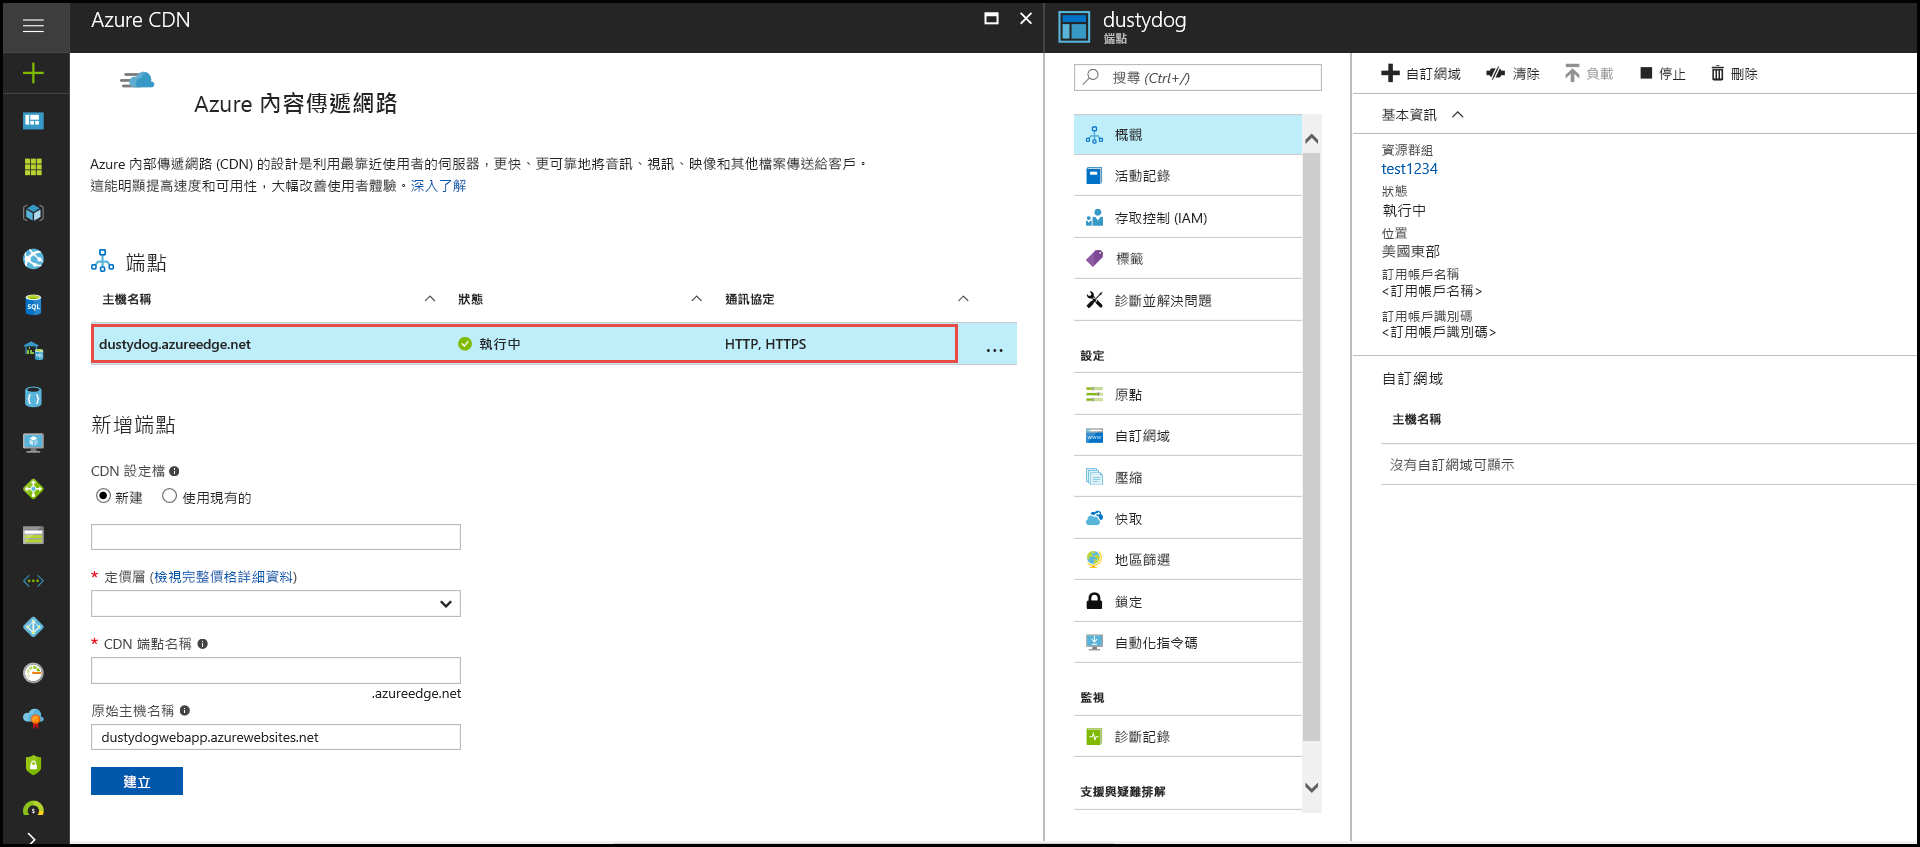 Azure CDN
Azure 內容傳遞網路
Azure 內部傳遞網路 (CDN) 的設計是利用最靠近使用者的伺服器，更快、更可靠地將音訊、視訊、映像和其他檔案傳送給客戶。
這能明顯提高速度和可用性，大幅改善使用者體驗。深入了解
端點
主機名稱 狀態 通訊協定
dustydog.azureedge.net 執行中 HTTP, HTTPS ...
新增端點
CDN 設定檔
新建 使用現有的
* 定價層 (檢視完整價格詳細資料)
* CDN 端點名稱
.azureedge.net
原始主機名稱
dustydogwebapp.azurewebsites.net
建立
SQL
dustydog
端點
搜尋 (Ctrl+/)
概觀
活動記錄
存取控制 (IAM)
標籤
診斷並解決問題
設定
原點
自訂網域
壓縮
快取
地區篩選
鎖定
自動化指令碼
監視
診斷記錄
支援與疑難排解
自訂網域 清除 負載 停止 刪除
基本資訊
資源群組
test1234
狀態
執行中
位置
美國東部
訂用帳戶名稱
<訂用帳戶名稱>
訂用帳戶識別碼
<訂用帳戶識別碼>
自訂網域
主機名稱
沒有自訂網域可顯示